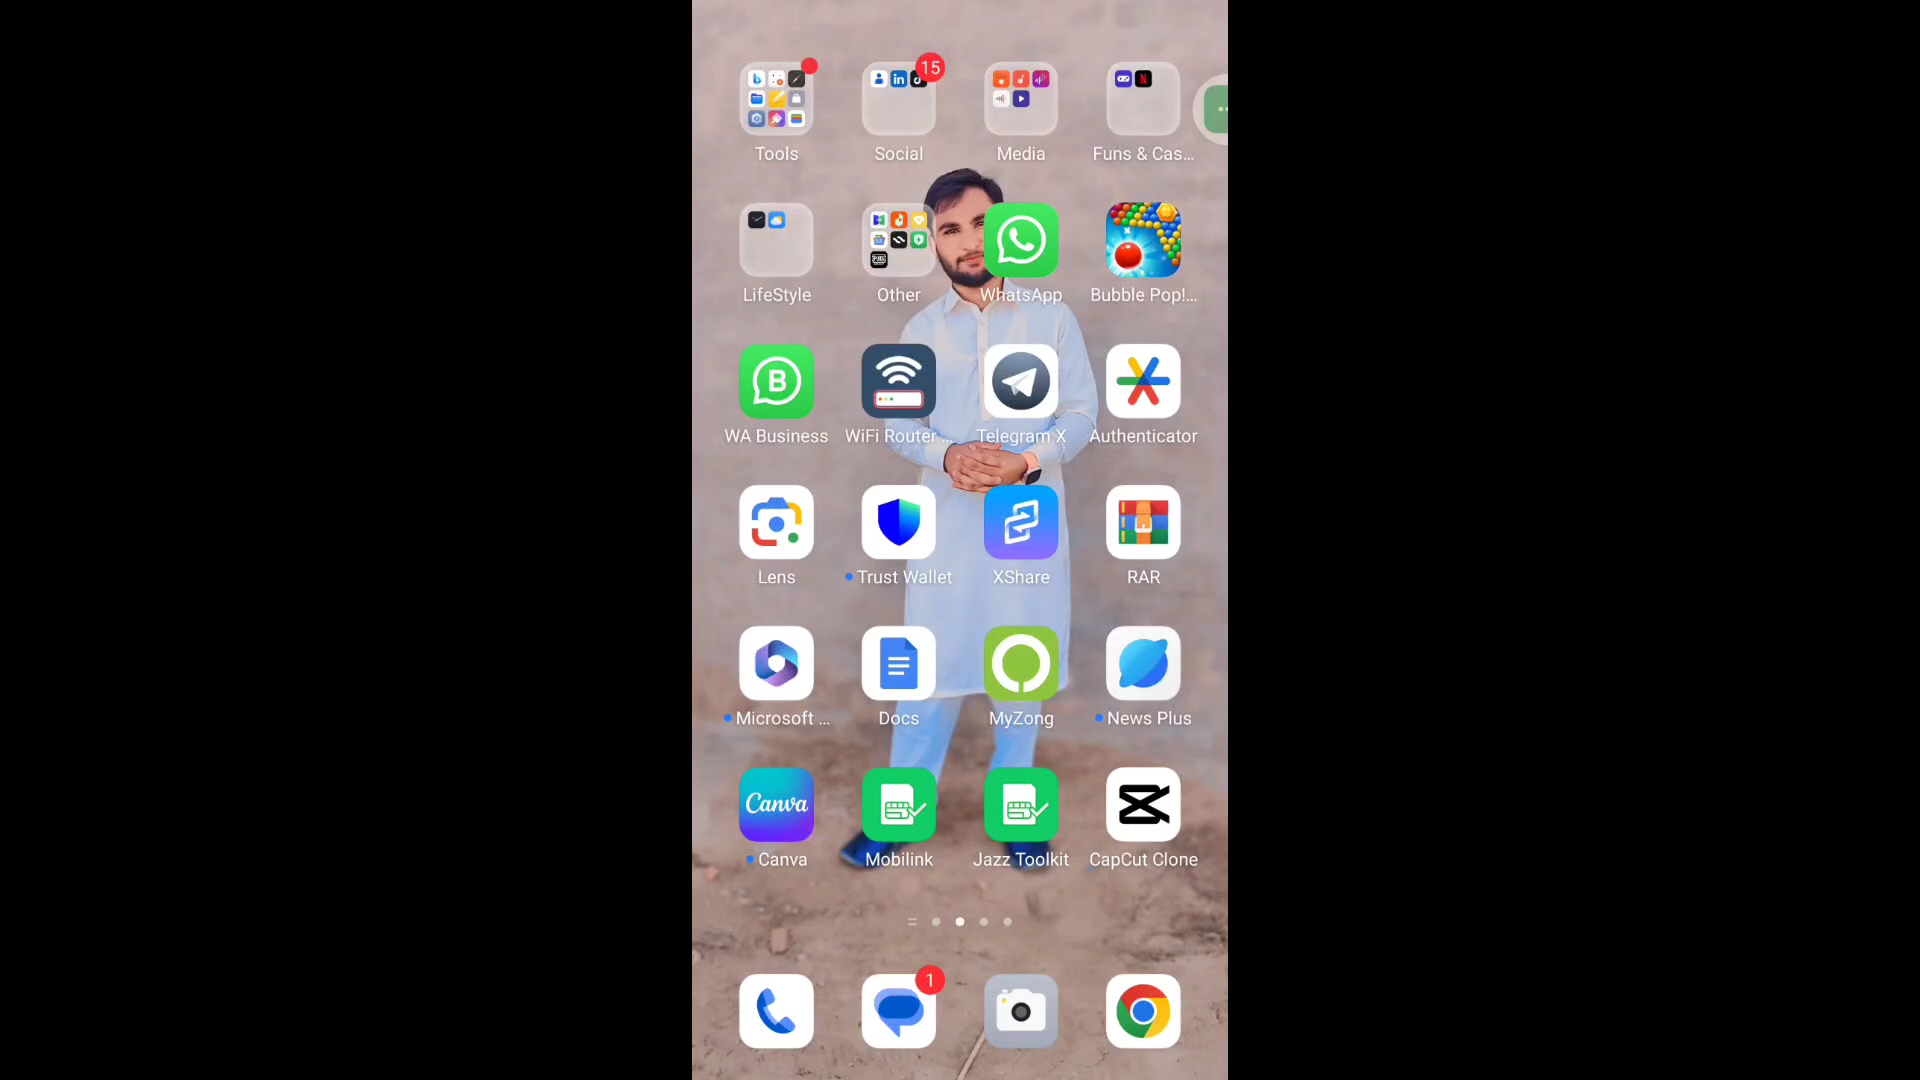 15
Tools Social Media Funs & Cas...
LifeStyle Other WhatsApp Bubble Pop!...
B
WA Business WiFi Router ... Telegram X Authenticator
Lens Trust Wallet XShare RAR
Microsoft ... Docs MyZong News Plus
Canva
Canva Mobilink Jazz Toolkit CapCut Clone
1